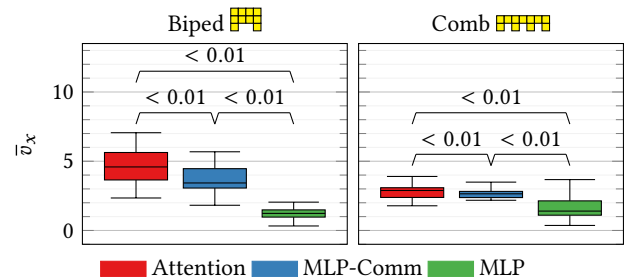 Biped Comb
< 0.01
< 0.01
< 0.01 < 0.01
< 0.01 < 0.01
10
5
0
v̄x
Attention MLP-Comm MLP